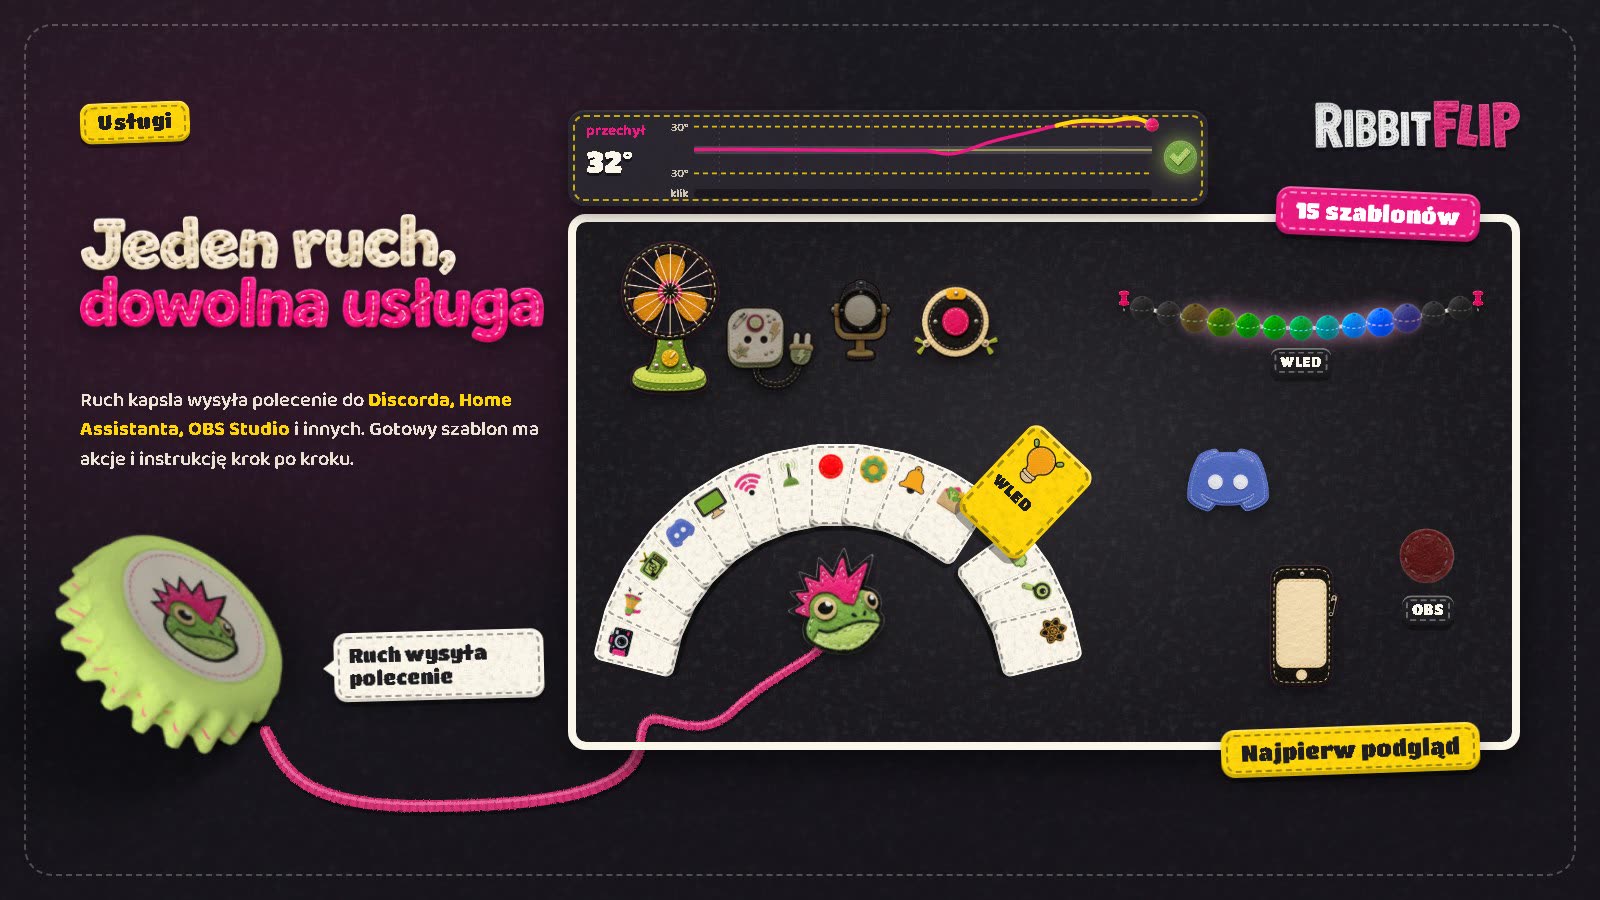 Usługi
Jeden ruch,
dowolna usługa
Ruch kapsla wysyła polecenie do Discorda, Home
Assistanta, OBS Studio i innych. Gotowy szablon ma
akcje i instrukcję krok po kroku.
Ruch wysyła
polecenie
przechył
32°
30°
30°
klik
RIBBITFLIP
15 szablonów
WLED
WLED
OBS
Najpierw podgląd